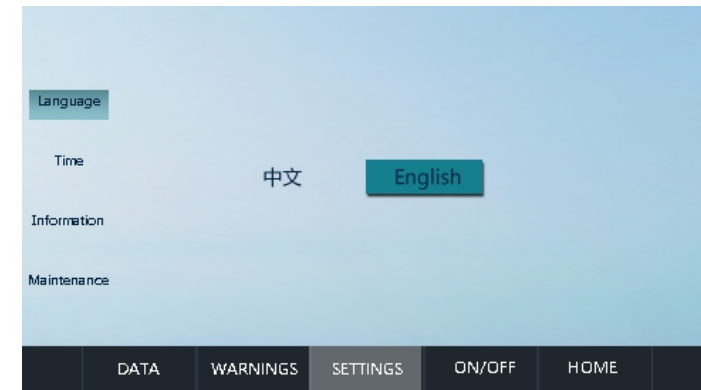 Language
Time
中文 English
Information
Maintenance
DATA WARNINGS SETTINGS ON/OFF HOME